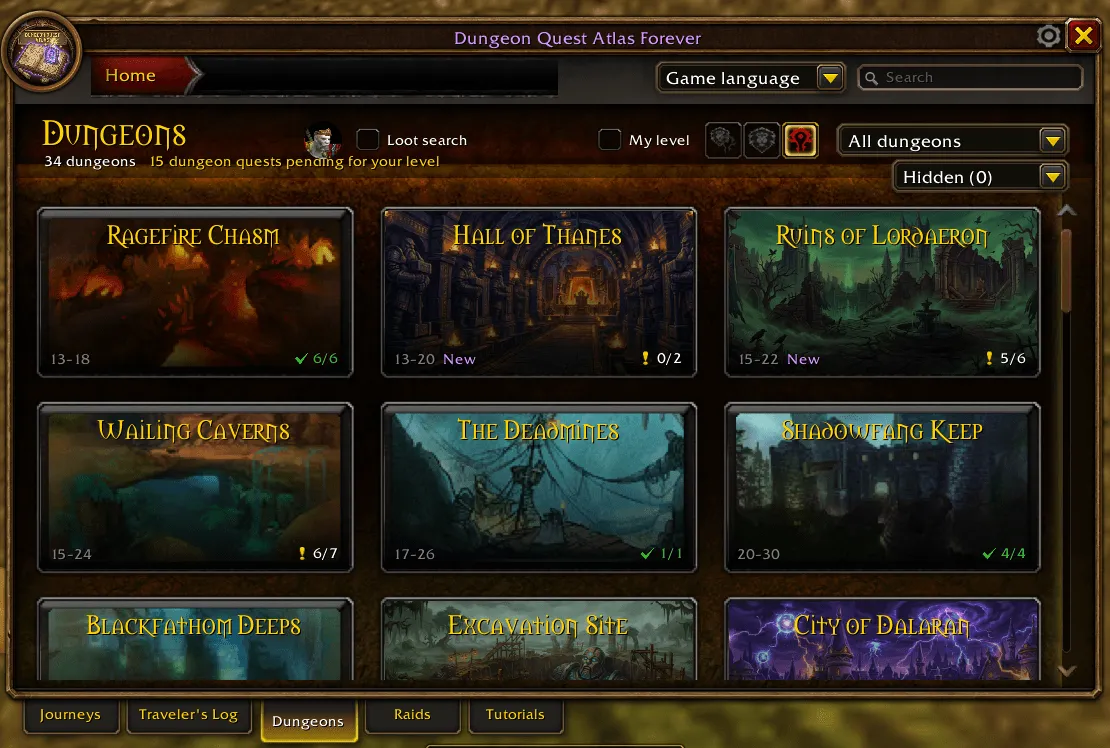 Dungeon Quest Atlas Forever
Home
Game language
Search
Dungeons
Loot search
My level
All dungeons
34 dungeons 15 dungeon quests pending for your level
Hidden (0)
Ragefire Chasm
13-18
6/6
Hall of Thanes
13-20 New
! 0/2
Ruins of Lordaeron
15-22 New
! 5/6
Wailing Caverns
15-24
! 6/7
The Deadmines
17-26
1/1
Shadowfang Keep
20-30
4/4
Blackfathom Deeps
Excavation Site
City of Dalaran
Journeys
Traveler's Log
Dungeons
Raids
Tutorials